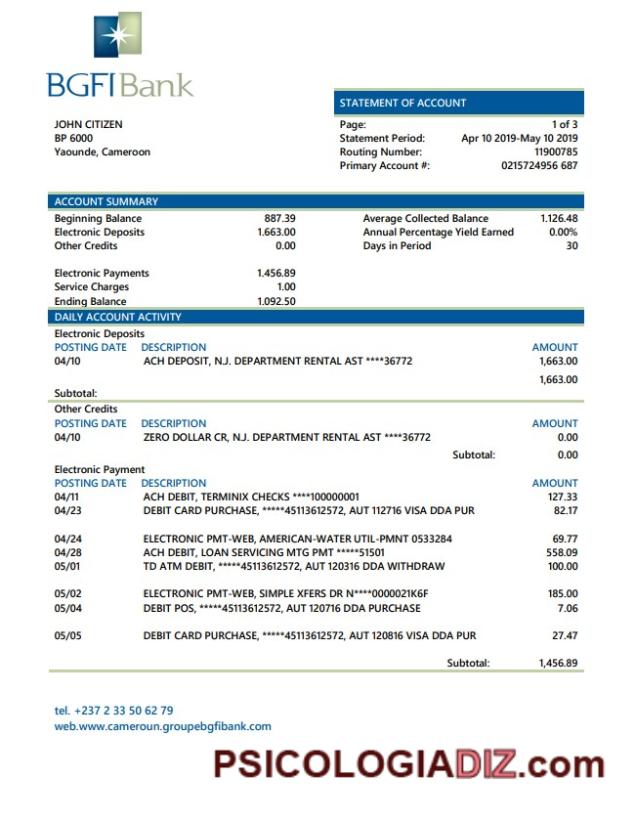 BGFIBank
STATEMENT OF ACCOUNT
JOHN CITIZEN
BP 6000
Yaounde, Cameroon
Page: 1 of 3
Statement Period: Apr 10 2019-May 10 2019
Routing Number: 11900785
Primary Account #: 0215724956 687
ACCOUNT SUMMARY
Beginning Balance 887.39 Average Collected Balance 1.126.48
Electronic Deposits 1.663.00 Annual Percentage Yield Earned 0.00%
Other Credits 0.00 Days in Period 30
Electronic Payments 1.456.89
Service Charges 1.00
Ending Balance 1.092.50
DAILY ACCOUNT ACTIVITY
Electronic Deposits
POSTING DATE DESCRIPTION AMOUNT
04/10 ACH DEPOSIT, N.J. DEPARTMENT RENTAL AST ****36772 1,663.00
1,663.00
Subtotal:
Other Credits
POSTING DATE DESCRIPTION AMOUNT
04/10 ZERO DOLLAR CR, N.J. DEPARTMENT RENTAL AST ****36772 0.00
Subtotal: 0.00
Electronic Payment
POSTING DATE DESCRIPTION AMOUNT
04/11 ACH DEBIT, TERMINIX CHECKS ****100000001 127.33
04/23 DEBIT CARD PURCHASE, *****45113612572, AUT 112716 VISA DDA PUR 82.17
04/24 ELECTRONIC PMT-WEB, AMERICAN-WATER UTIL-PMNT 0533284 69.77
04/28 ACH DEBIT, LOAN SERVICING MTG PMT *****51501 558.09
05/01 TD ATM DEBIT, *****45113612572, AUT 120316 DDA WITHDRAW 100.00
05/02 ELECTRONIC PMT-WEB, SIMPLE XFERS DR N****0000021K6F 185.00
05/04 DEBIT POS, *****45113612572, AUT 120716 DDA PURCHASE 7.06
05/05 DEBIT CARD PURCHASE, *****45113612572, AUT 120816 VISA DDA PUR 27.47
Subtotal: 1,456.89
tel. +237 2 33 50 62 79
web.www.cameroun.groupebgfibank.com
PSICOLOGIADIZ.com